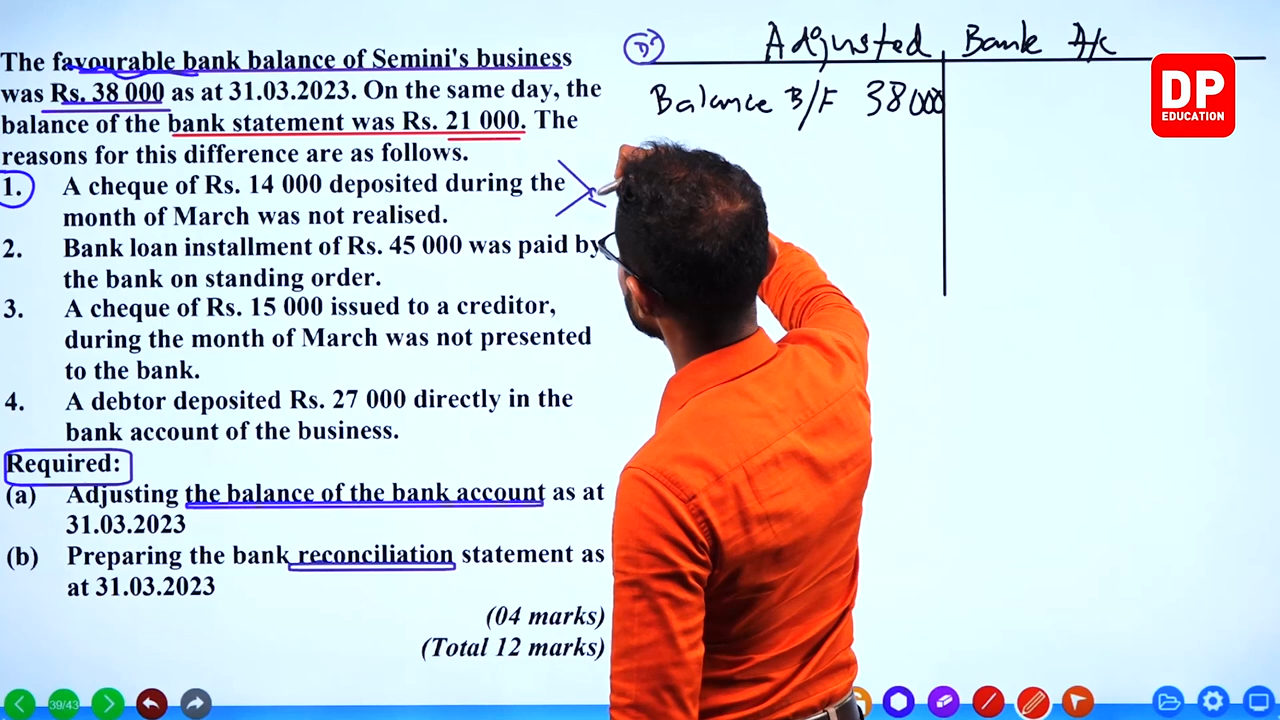 The favourable bank balance of Semini's business
was Rs. 38 000 as at 31.03.2023. On the same day, the
balance of the bank statement was Rs. 21 000. The
reasons for this difference are as follows.
1. A cheque of Rs. 14 000 deposited during the
month of March was not realised.
2. Bank loan installment of Rs. 45 000 was paid by
the bank on standing order.
3. A cheque of Rs. 15 000 issued to a creditor,
during the month of March was not presented
to the bank.
4. A debtor deposited Rs. 27 000 directly in the
bank account of the business.
Required:
(a) Adjusting the balance of the bank account as at
31.03.2023
(b) Preparing the bank reconciliation statement as
at 31.03.2023
(04 marks)
(Total 12 marks)
Adjusted Bank A/c
Balance B/F 38 000
DP
EDUCATION
39/43